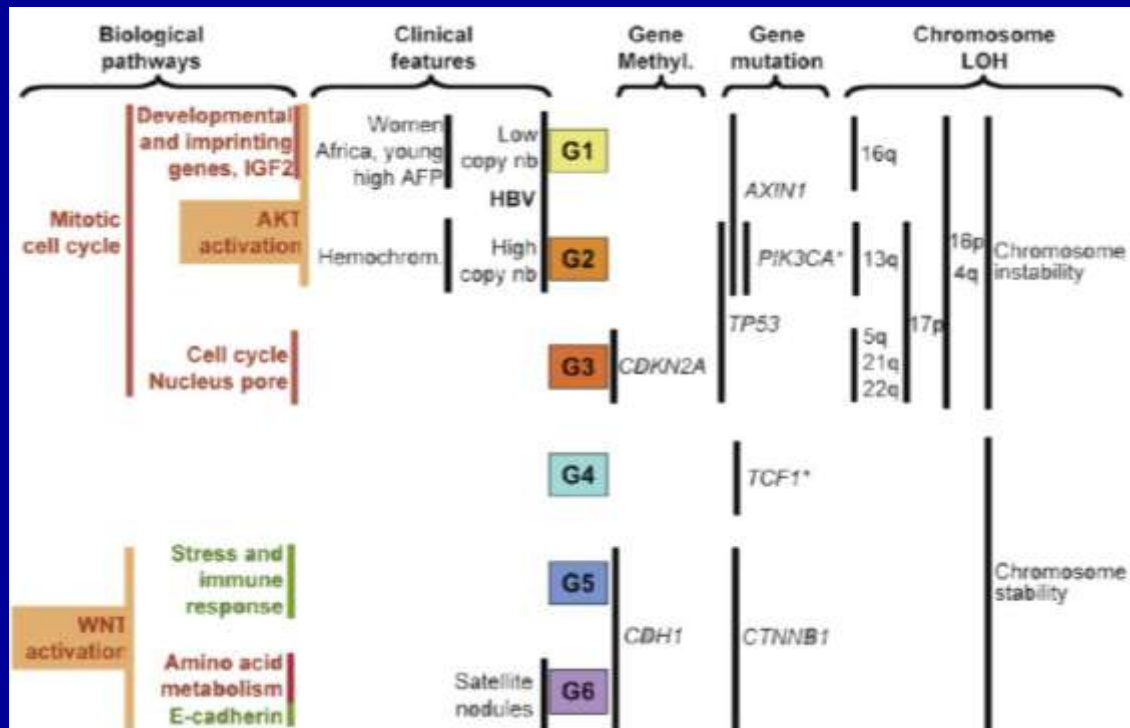 Biological
pathways
Clinical
features
Gene
Methyl.
Gene
mutation
Chromosome
LOH
Developmental
and imprinting
genes, IGF2
Mitotic
cell cycle
AKT
activation
Cell cycle
Nucleus pore
Stress and
immune
response
WNT
activation
Amino acid
metabolism
E-cadherin
Women
Africa, young
high AFP
Low
copy nb
HBV
Hemochrom.
High
copy nb
Satellite
nodules
G1
G2
G3
G4
G5
G6
CDKN2A
CDH1
AXIN1
PIK3CA*
TP53
TCF1*
CTNNB1
16q
13q
5q
21q
22q
17p
16p
4q
Chromosome
instability
Chromosome
stability